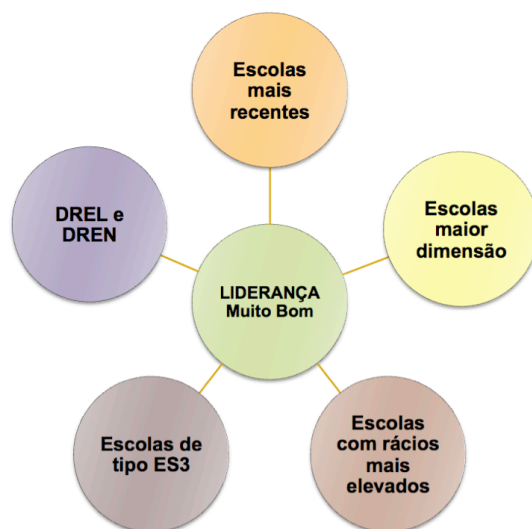 Escolas
mais
recentes
DREL e
DREN
Escolas
maior
dimensão
LIDERANÇA
Muito Bom
Escolas de
tipo ES3
Escolas
com rácios
mais
elevados